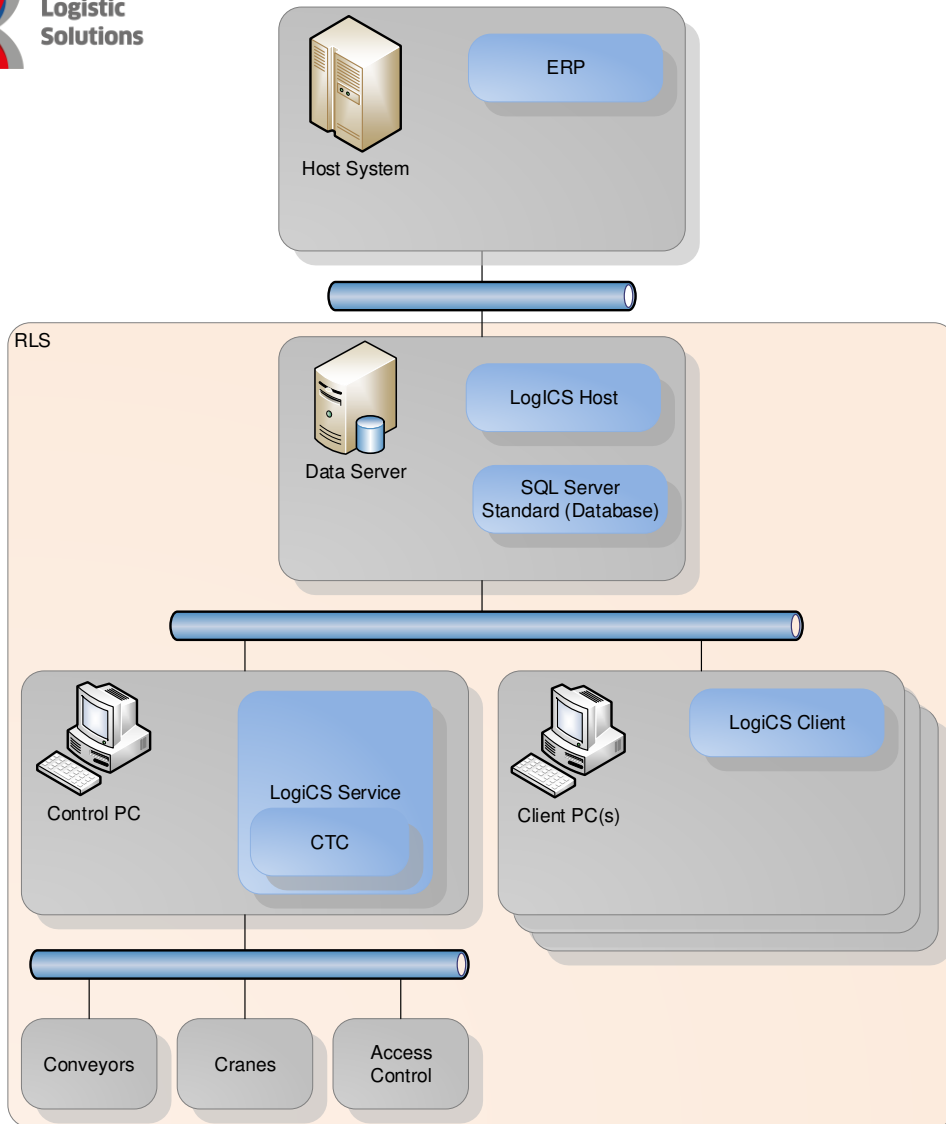 Logistic
Solutions
ERP
Host System
RLS
LogICS Host
Data Server
SQL Server
Standard (Database)
LogiCS Client
LogiCS Service
Control PC
Client PC(s)
CTC
Conveyors
Cranes
Access
Control